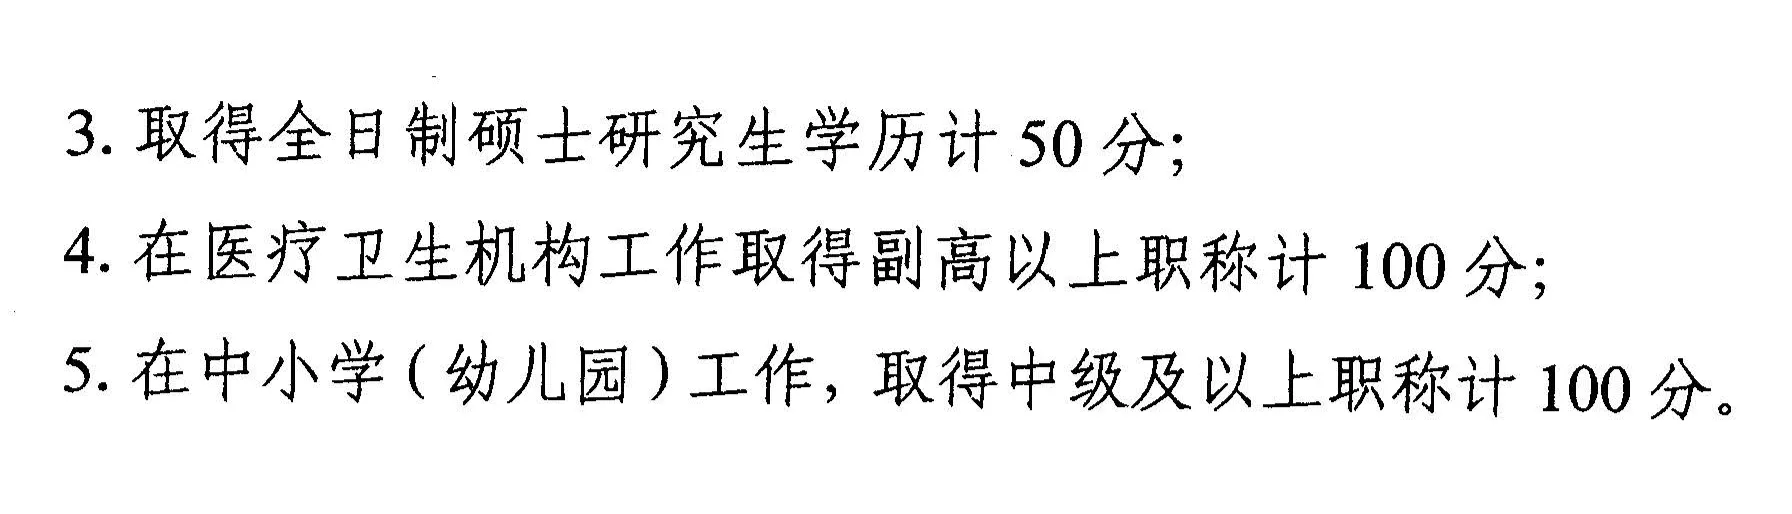 3. 取得全日制硕士研究生学历计 50 分;
4. 在医疗卫生机构工作取得副高以上职称计 100 分;
5. 在中小学(幼儿园)工作, 取得中级及以上职称计 100 分。